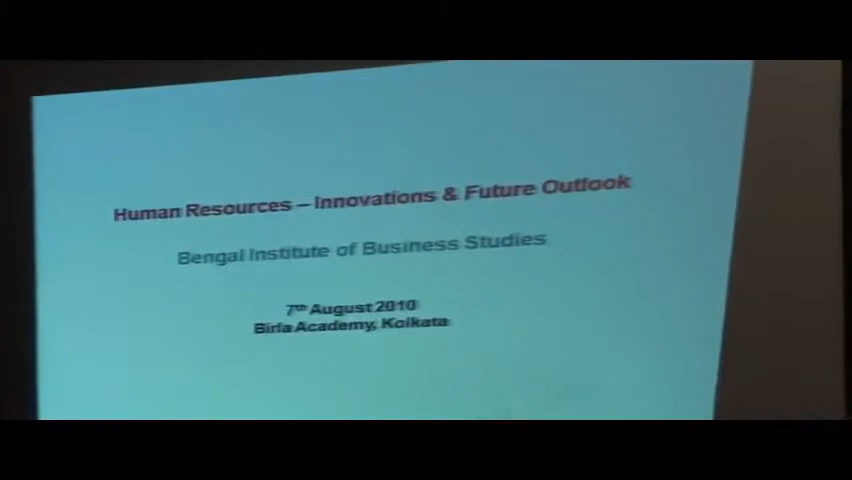 Human Resources – Innovations & Future Outlook
Bengal Institute of Business Studies
7th August 2010
Birla Academy, Kolkata